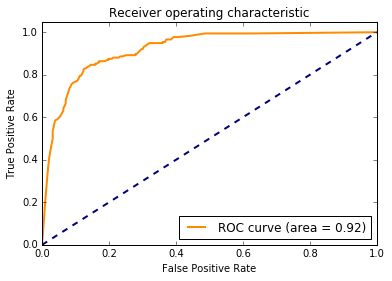 Receiver operating characteristic
1.0
0.8
0.6
0.4
0.2
0.0
True Positive Rate
ROC curve (area = 0.92)
0.0 0.2 0.4 0.6 0.8 1.0
False Positive Rate